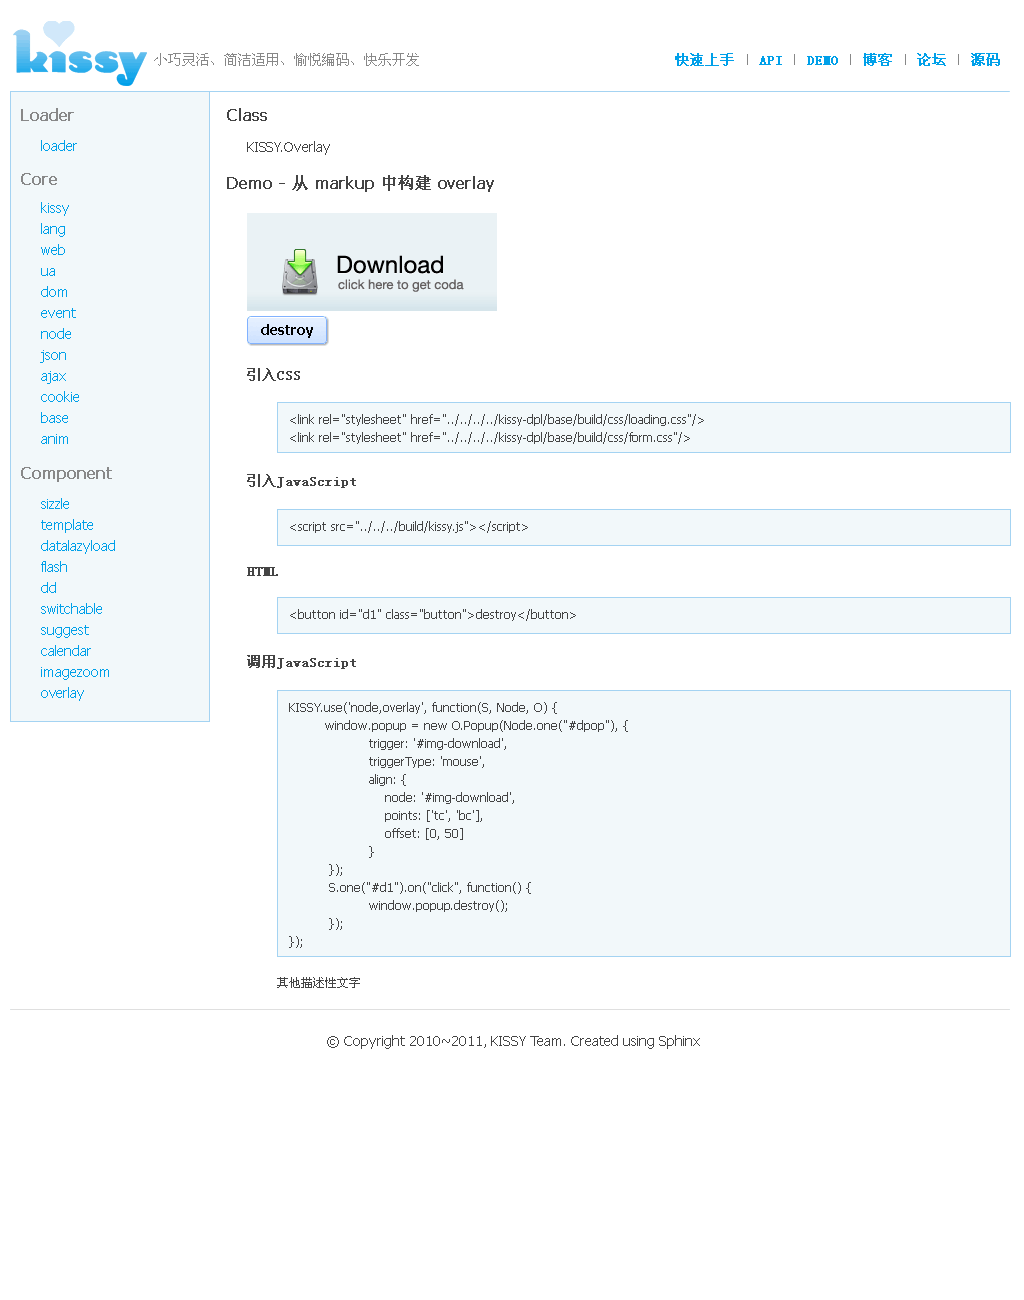 kissy 小巧灵活、简洁适用、愉悦编码、快乐开发
快速上手 | API | DEMO | 博客 | 论坛 | 源码
Loader
loader
Core
kissy
lang
web
ua
dom
event
node
json
ajax
cookie
base
anim
Component
sizzle
template
datalazyload
flash
dd
switchable
suggest
calendar
imagezoom
overlay
Class
KISSY.Overlay
Demo - 从 markup 中构建 overlay
Download
click here to get coda
destroy
引入CSS
<link rel="stylesheet" href="../../../../kissy-dpl/base/build/css/loading.css"/>
<link rel="stylesheet" href="../../../../kissy-dpl/base/build/css/form.css"/>
引入JavaScript
<script src="../../../build/kissy.js"></script>
HTML
<button id="d1" class="button">destroy</button>
调用JavaScript
KISSY.use('node,overlay', function(S, Node, O) {
window.popup = new O.Popup(Node.one("#dpop"), {
trigger: '#img-download',
triggerType: 'mouse',
align: {
node: '#img-download',
points: ['tc', 'bc'],
offset: [0, 50]
}
});
S.one("#d1").on("click", function() {
window.popup.destroy();
});
});
其他描述性文字
© Copyright 2010~2011, KISSY Team. Created using Sphinx